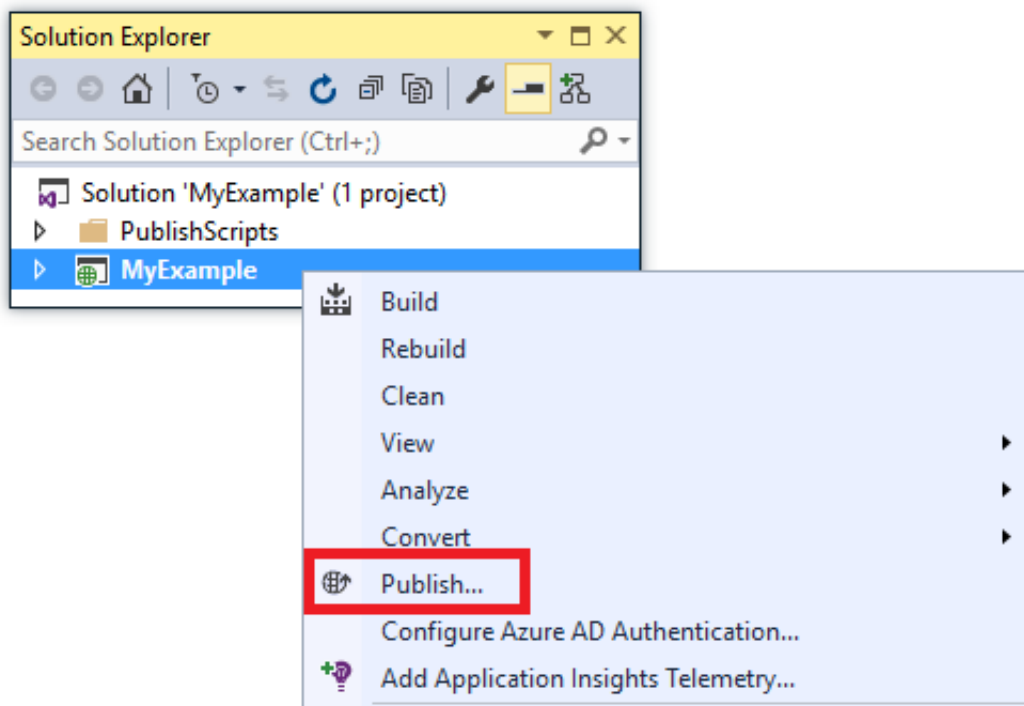 Solution Explorer
Search Solution Explorer (Ctrl+;)
Solution 'MyExample' (1 project)
PublishScripts
MyExample
Build
Rebuild
Clean
View
Analyze
Convert
Publish...
Configure Azure AD Authentication...
Add Application Insights Telemetry...